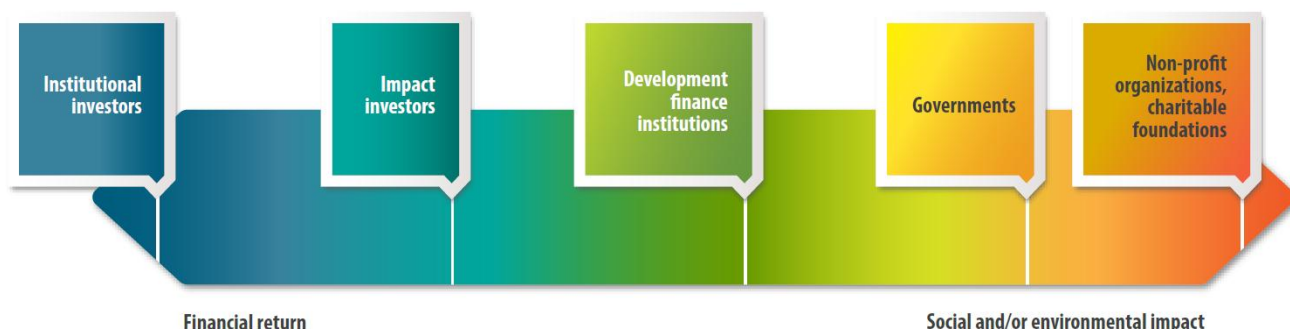 Institutional
investors
Impact
investors
Development
finance
institutions
Governments
Non-profit
organizations,
charitable
foundations
Financial return
Social and/or environmental impact